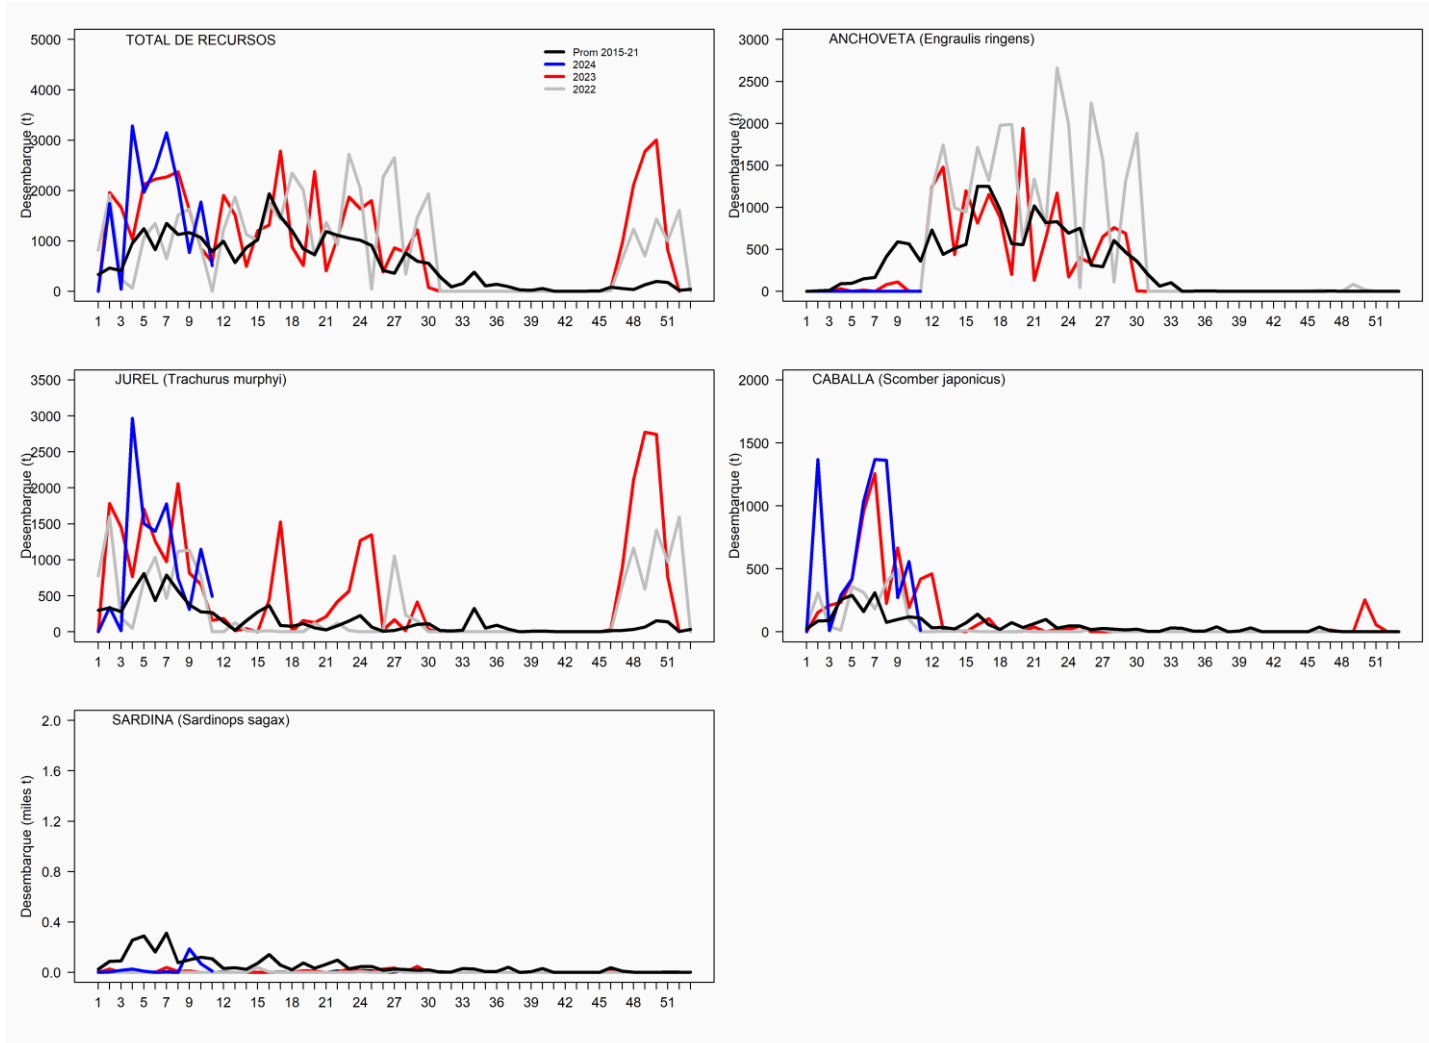 TOTAL DE RECURSOS
Desembarque (t)
5000
4000
3000
2000
1000
0
Prom 2015-21
2024
2023
2022
1 3 5 7 9 12 15 18 21 24 27 30 33 36 39 42 45 48 51
ANCHOVETA (Engraulis ringens)
Desembarque (t)
3000
2500
2000
1500
1000
500
0
1 3 5 7 9 12 15 18 21 24 27 30 33 36 39 42 45 48 51
JUREL (Trachurus murphyi)
Desembarque (t)
3500
3000
2500
2000
1500
1000
500
0
1 3 5 7 9 12 15 18 21 24 27 30 33 36 39 42 45 48 51
CABALLA (Scomber japonicus)
Desembarque (t)
2000
1500
1000
500
0
1 3 5 7 9 12 15 18 21 24 27 30 33 36 39 42 45 48 51
SARDINA (Sardinops sagax)
Desembarque (miles t)
2.0
1.6
1.2
0.8
0.4
0.0
1 3 5 7 9 12 15 18 21 24 27 30 33 36 39 42 45 48 51